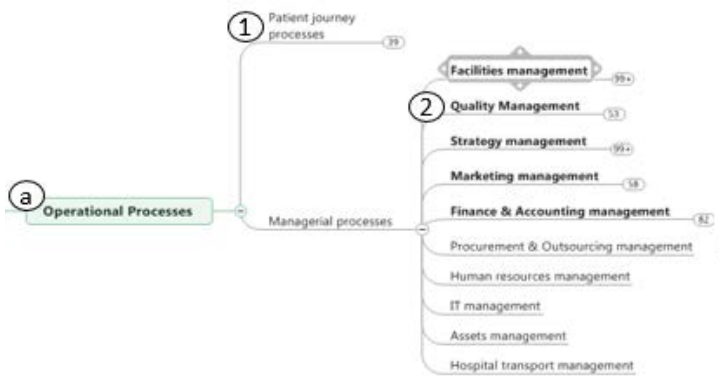 1
Patient journey
processes
39
Facilities management
99+
2
Quality Management
53
Strategy management
99+
Marketing management
58
a
Operational Processes
Finance & Accounting management
82
Managerial processes
Procurement & Outsourcing management
Human resources management
IT management
Assets management
Hospital transport management